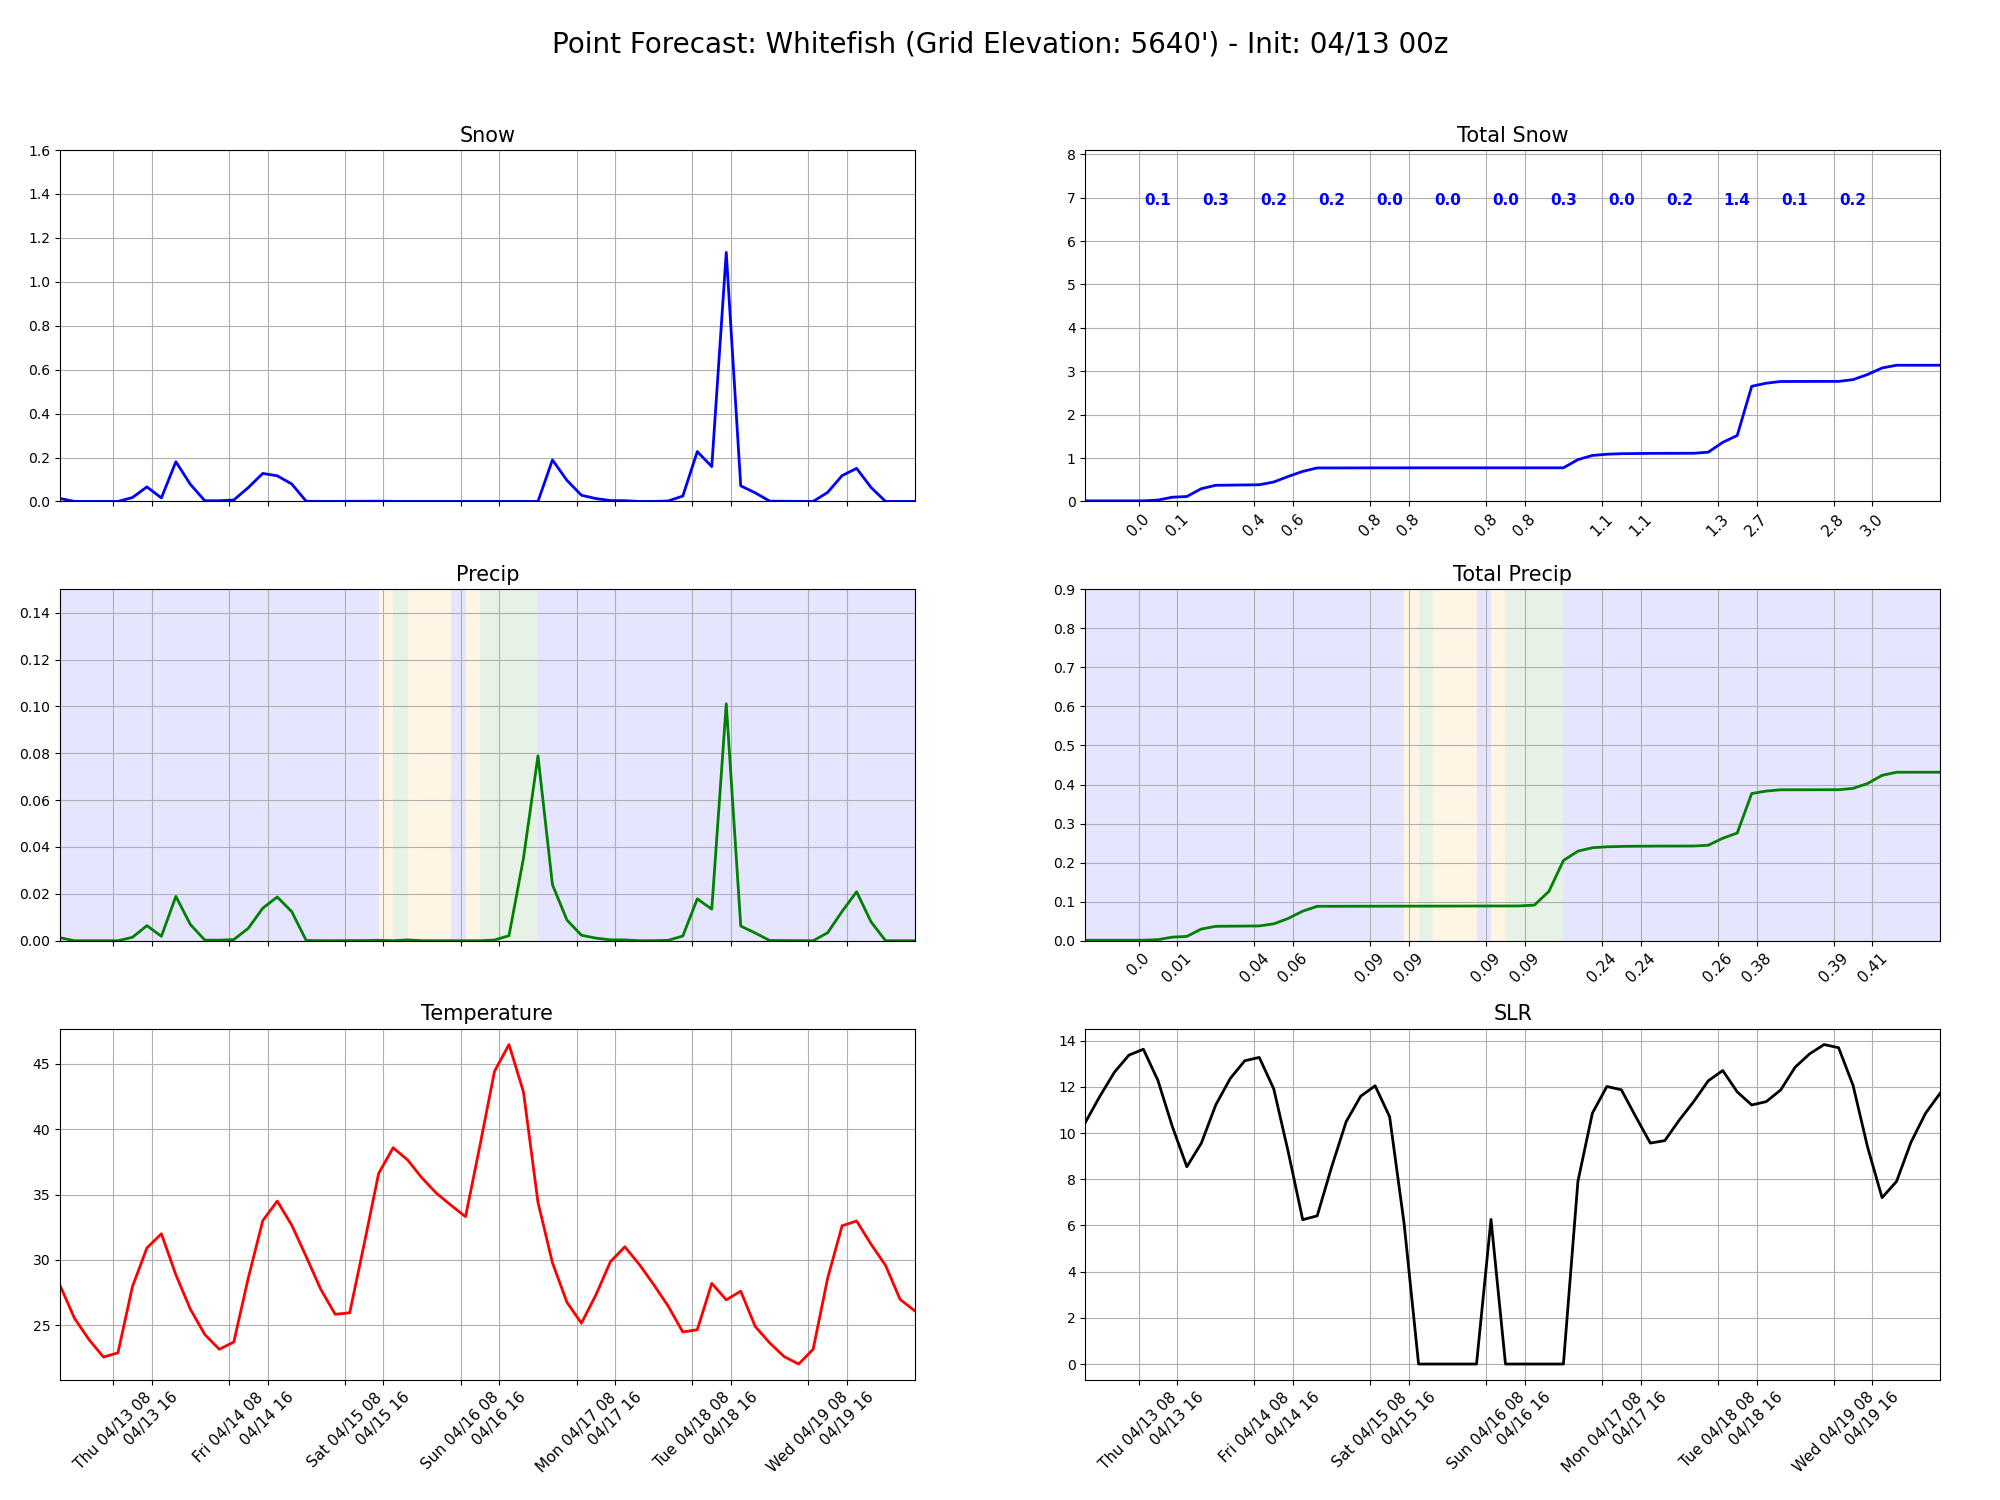 Point Forecast: Whitefish (Grid Elevation: 5640') - Init: 04/13 00z
Snow
1.6
1.4
1.2
1.0
0.8
0.6
0.4
0.2
0.0
Total Snow
8
7
6
5
4
3
2
1
0
0.1 0.3 0.2 0.2 0.0 0.0 0.0 0.3 0.0 0.2 1.4 0.1 0.2
0.0 0.1 0.4 0.6 0.8 0.8 0.8 0.8 1.1 1.1 1.3 2.7 2.8 3.0
Precip
0.14
0.12
0.10
0.08
0.06
0.04
0.02
0.00
Total Precip
0.9
0.8
0.7
0.6
0.5
0.4
0.3
0.2
0.1
0.0
0.0 0.01 0.04 0.06 0.09 0.09 0.09 0.09 0.24 0.24 0.26 0.38 0.39 0.41
Temperature
45
40
35
30
25
Thu 04/13 08
04/13 16
Fri 04/14 08
04/14 16
Sat 04/15 08
04/15 16
Sun 04/16 08
04/16 16
Mon 04/17 08
04/17 16
Tue 04/18 08
04/18 16
Wed 04/19 08
04/19 16
SLR
14
12
10
8
6
4
2
0
Thu 04/13 08
04/13 16
Fri 04/14 08
04/14 16
Sat 04/15 08
04/15 16
Sun 04/16 08
04/16 16
Mon 04/17 08
04/17 16
Tue 04/18 08
04/18 16
Wed 04/19 08
04/19 16